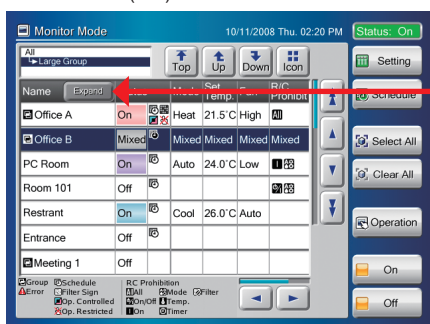 Monitor Mode 10/11/2008 Thu. 02:20 PM Status: On
All
Large Group
Top Up Down Icon
Setting
Name Expand Set Temp. R/C Prohibit
Schedule
Office A On Heat 21.5°C High All
Office B Mixed Mixed Mixed Mixed Mixed
Select All
PC Room On Auto 24.0°C Low
Clear All
Room 101 Off
Restrant On Cool 26.0°C Auto
Operation
Entrance Off
Meeting 1 Off
On
Group Schedule RC Prohibition
Error Filter Sign All Mode Filter
Op. Controlled On/Off Temp.
Op. Restricted On Timer
Off